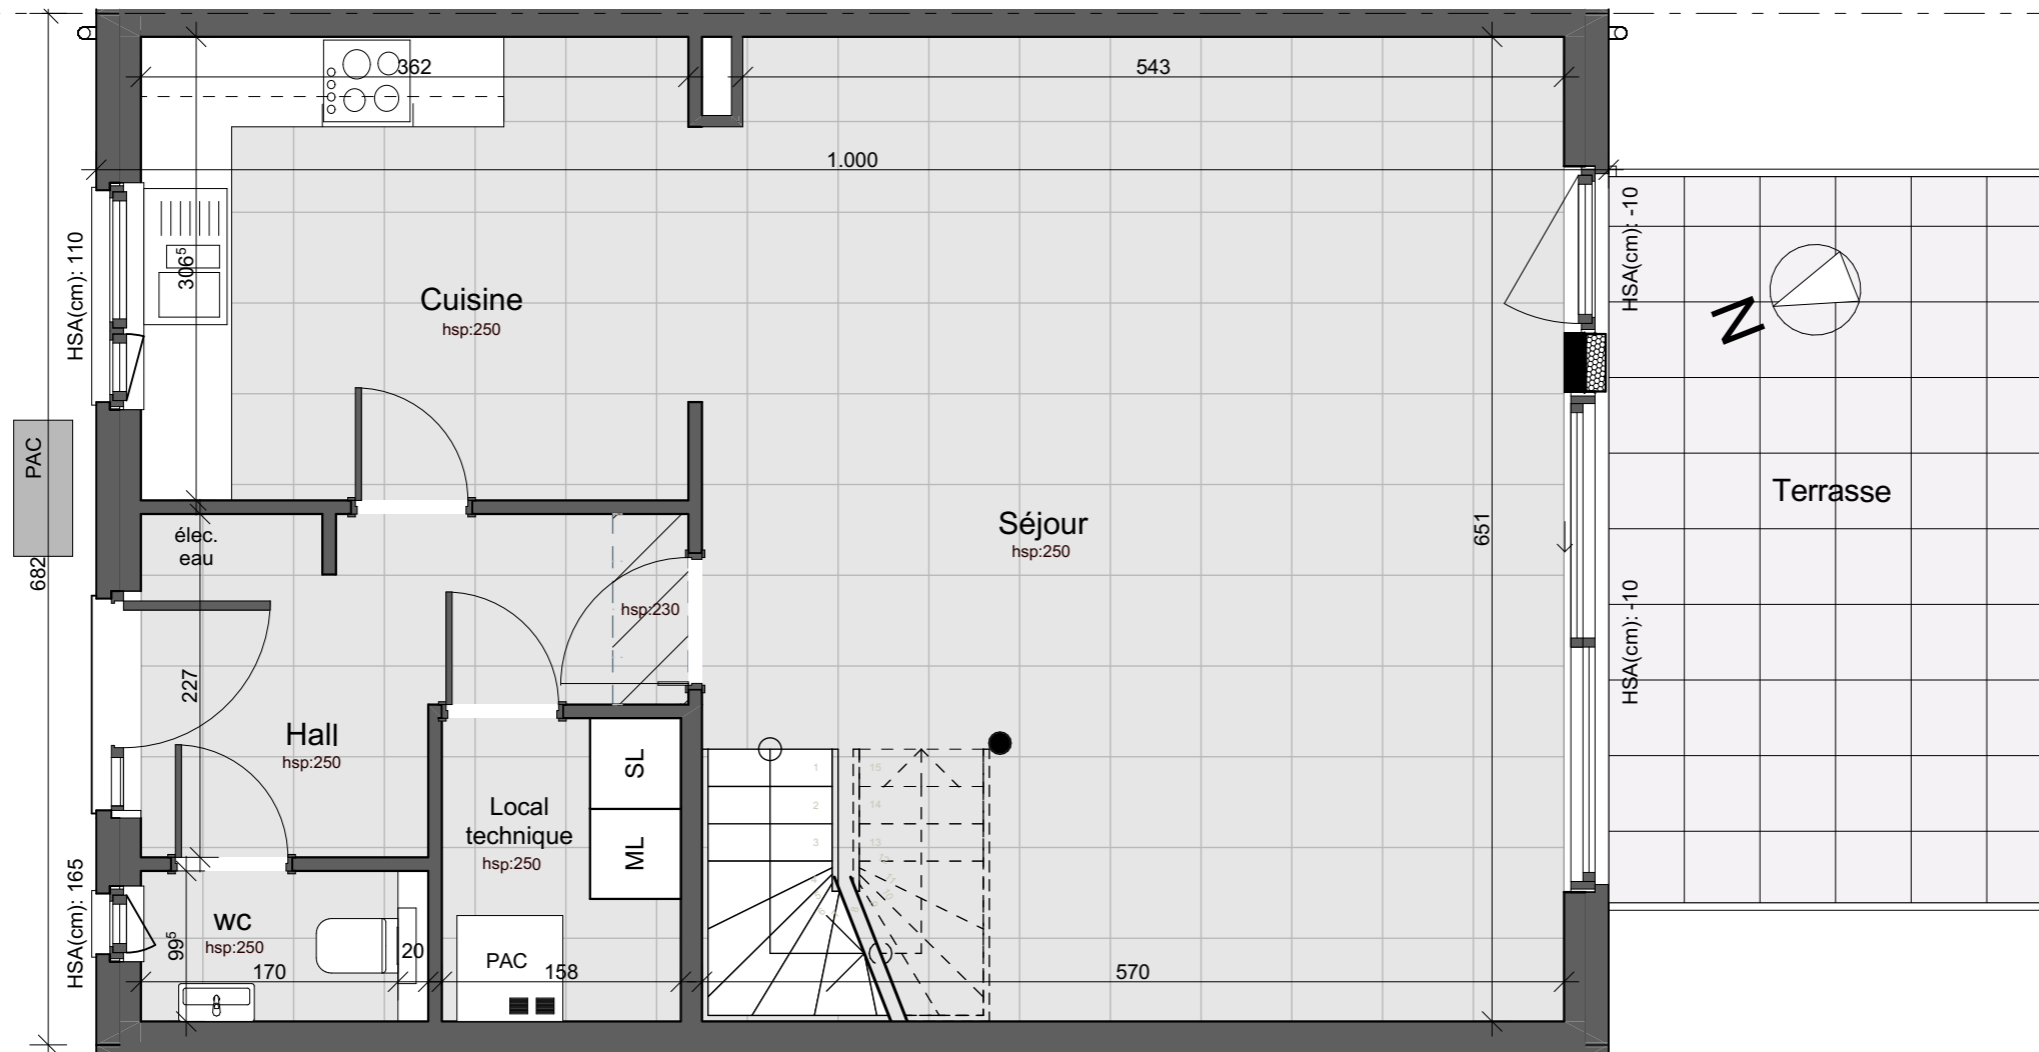 362
543
1.000
HSA(cm): 110
306⁵
Cuisine
hsp:250
HSA(cm): -10
N
PAC
682
élec.
eau
hsp:230
Séjour
hsp:250
651
Terrasse
HSA(cm): -10
227
Hall
hsp:250
SL
ML
Local
technique
hsp:250
1
2
3
15
14
13
11
10
HSA(cm): 165
wc
hsp:250
99⁵
170
20
PAC
158
570